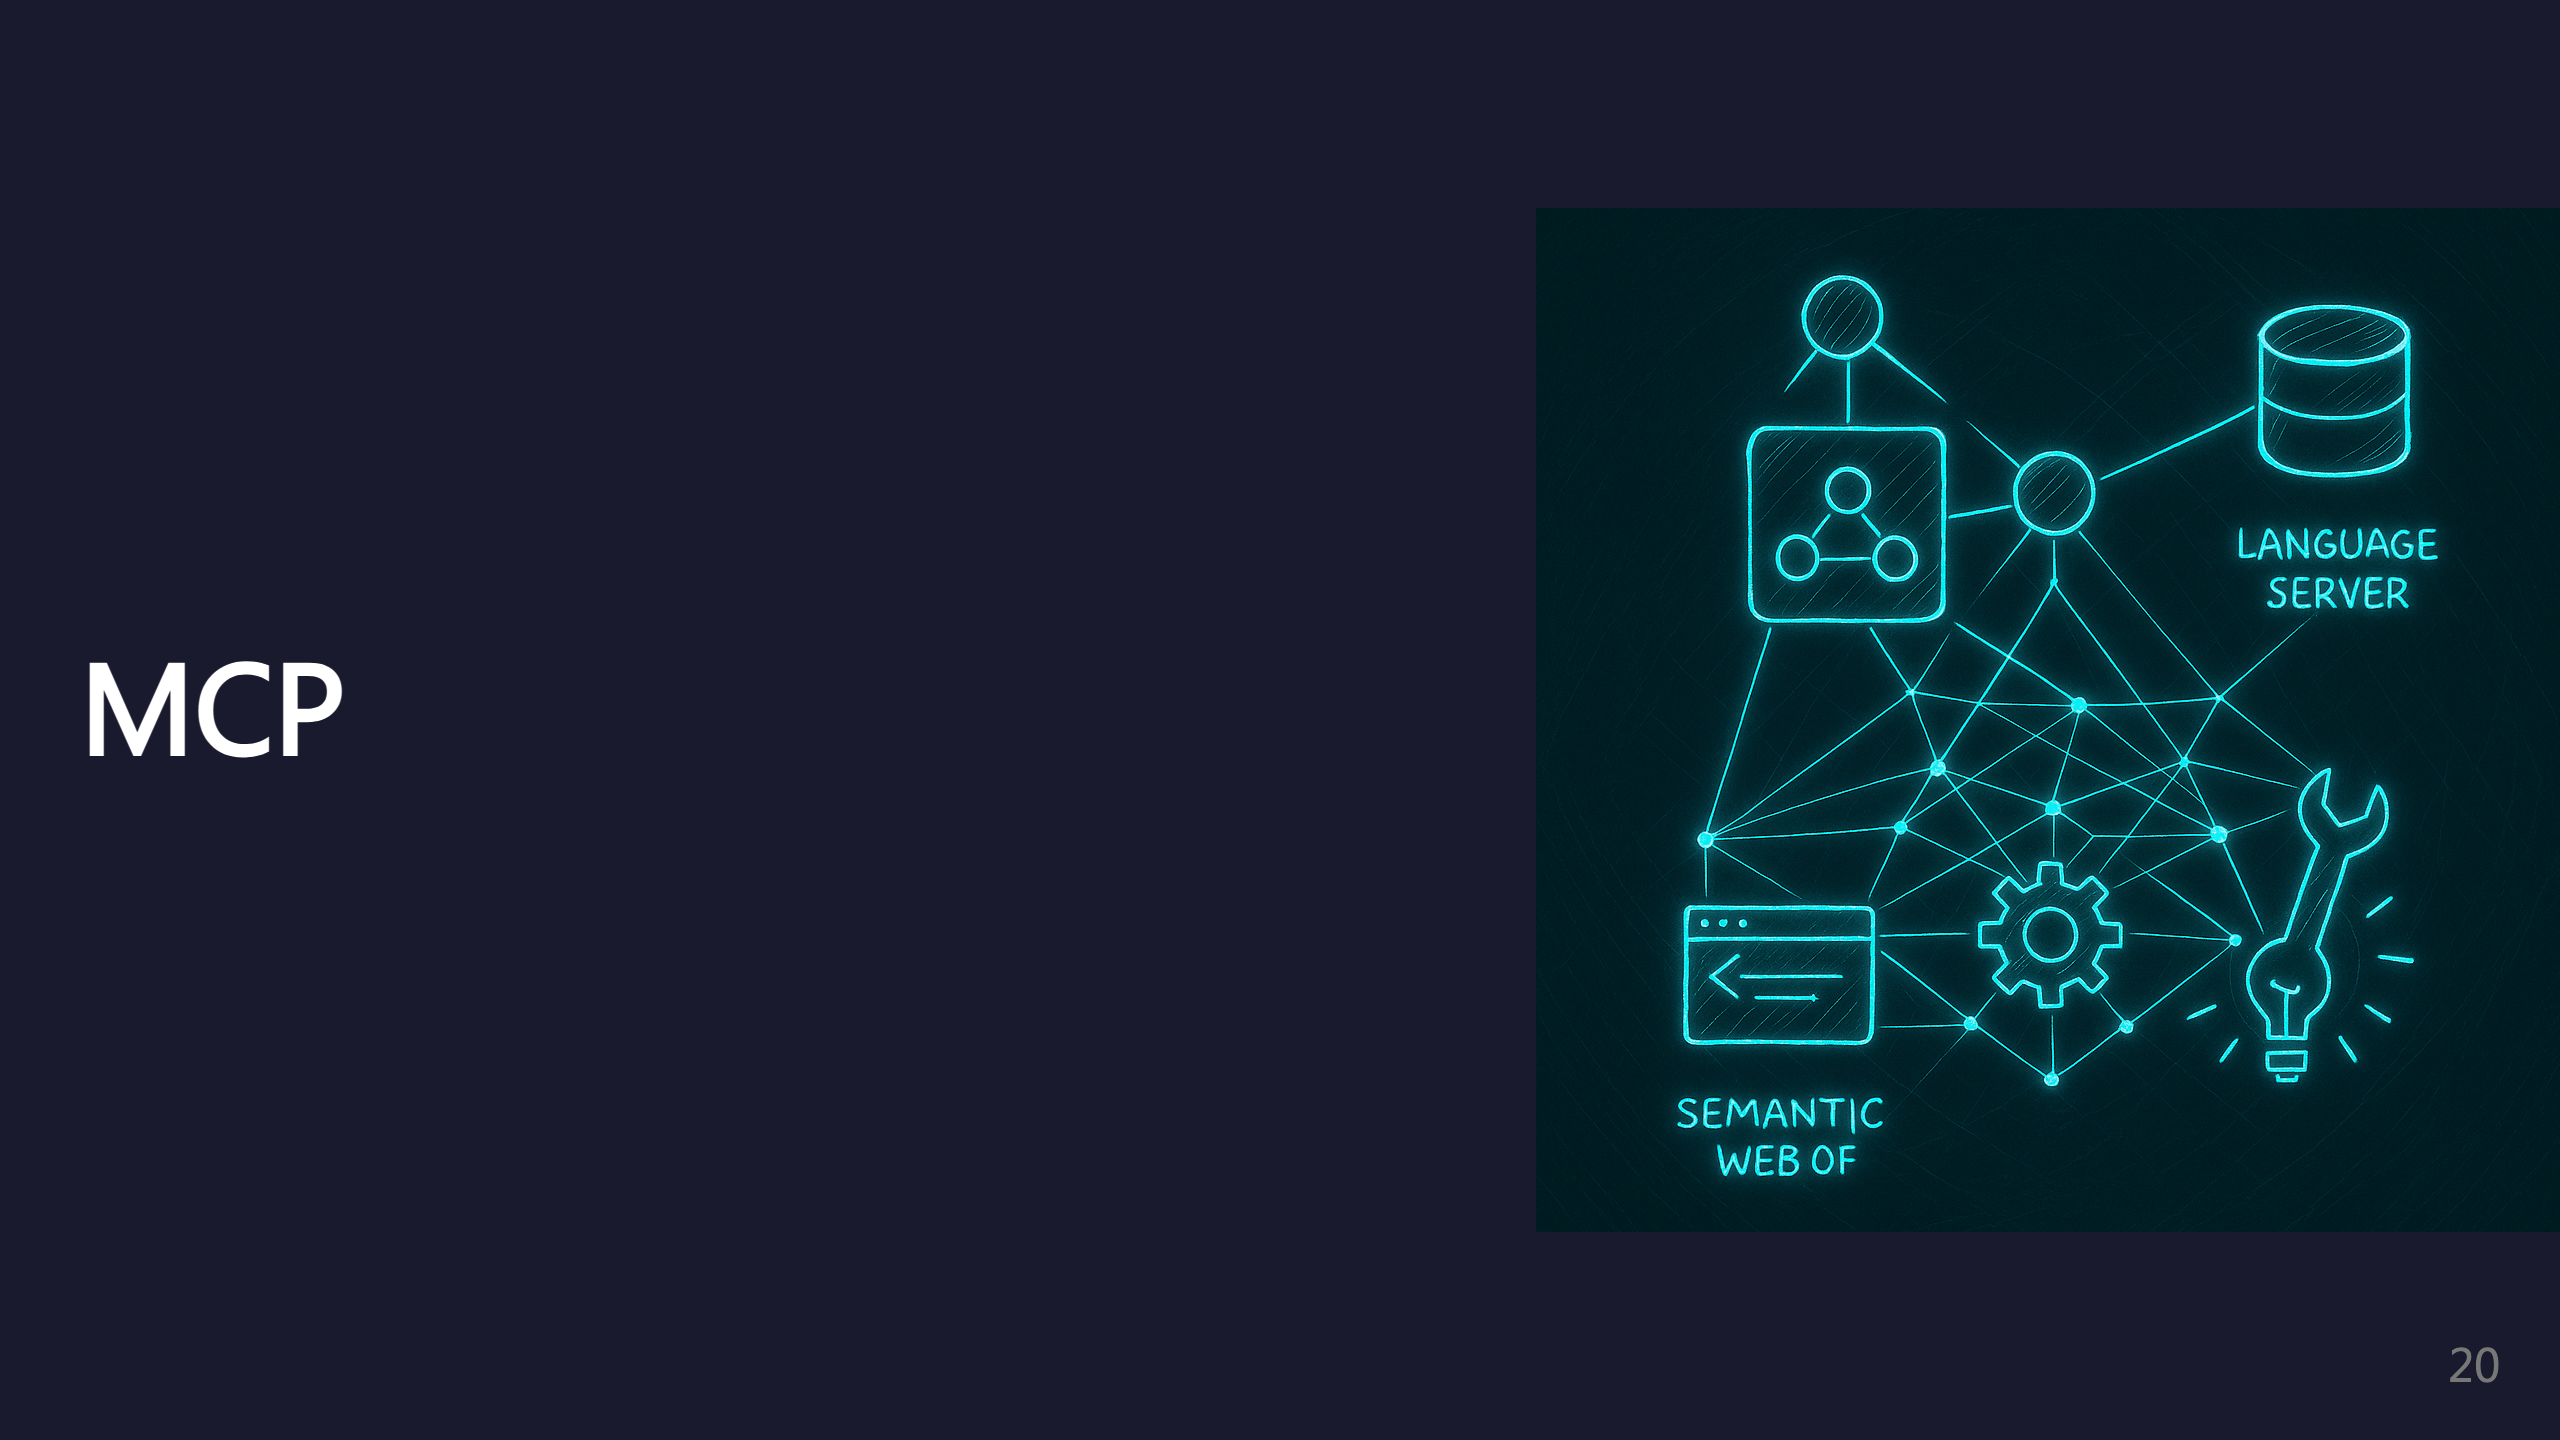 MCP
LANGUAGE
SERVER
SEMANTIC
WEB OF
20